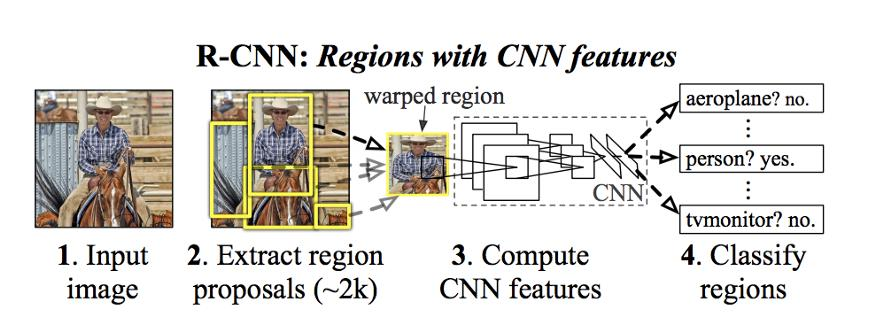 R-CNN: Regions with CNN features
warped region
aeroplane? no.
⋮
person? yes.
⋮
tvmonitor? no.
CNN
1. Input
image
2. Extract region
proposals (~2k)
3. Compute
CNN features
4. Classify
regions